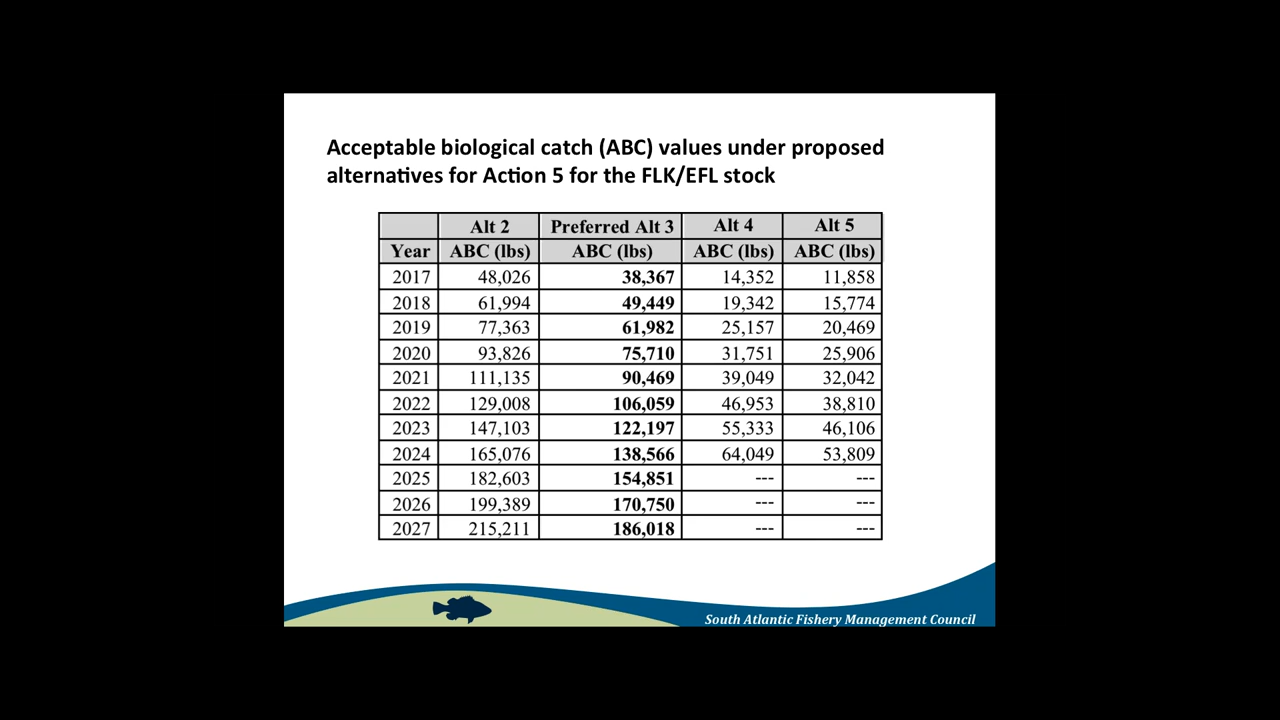 Acceptable biological catch (ABC) values under proposed
alternatives for Action 5 for the FLK/EFL stock
Alt 2 Preferred Alt 3 Alt 4 Alt 5
Year ABC (lbs) ABC (lbs) ABC (lbs) ABC (lbs)
2017 48,026 38,367 14,352 11,858
2018 61,994 49,449 19,342 15,774
2019 77,363 61,982 25,157 20,469
2020 93,826 75,710 31,751 25,906
2021 111,135 90,469 39,049 32,042
2022 129,008 106,059 46,953 38,810
2023 147,103 122,197 55,333 46,106
2024 165,076 138,566 64,049 53,809
2025 182,603 154,851 --- ---
2026 199,389 170,750 --- ---
2027 215,211 186,018 --- ---
South Atlantic Fishery Management Council